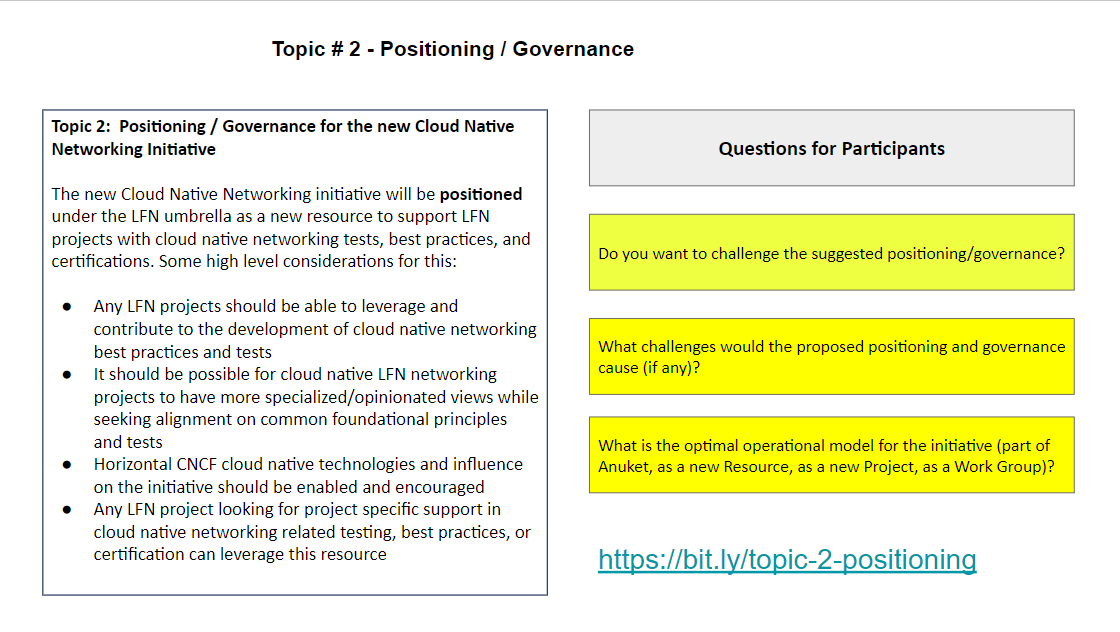 Topic # 2 - Positioning / Governance
Topic 2:  Positioning / Governance for the new Cloud Native
Networking Initiative
The new Cloud Native Networking initiative will be positioned
under the LFN umbrella as a new resource to support LFN
projects with cloud native networking tests, best practices, and
certifications. Some high level considerations for this:
● Any LFN projects should be able to leverage and
contribute to the development of cloud native networking
best practices and tests
● It should be possible for cloud native LFN networking
projects to have more specialized/opinionated views while
seeking alignment on common foundational principles
and tests
● Horizontal CNCF cloud native technologies and influence
on the initiative should be enabled and encouraged
● Any LFN project looking for project specific support in
cloud native networking related testing, best practices, or
certification can leverage this resource
Questions for Participants
Do you want to challenge the suggested positioning/governance?
What challenges would the proposed positioning and governance
cause (if any)?
What is the optimal operational model for the initiative (part of
Anuket, as a new Resource, as a new Project, as a Work Group)?
https://bit.ly/topic-2-positioning